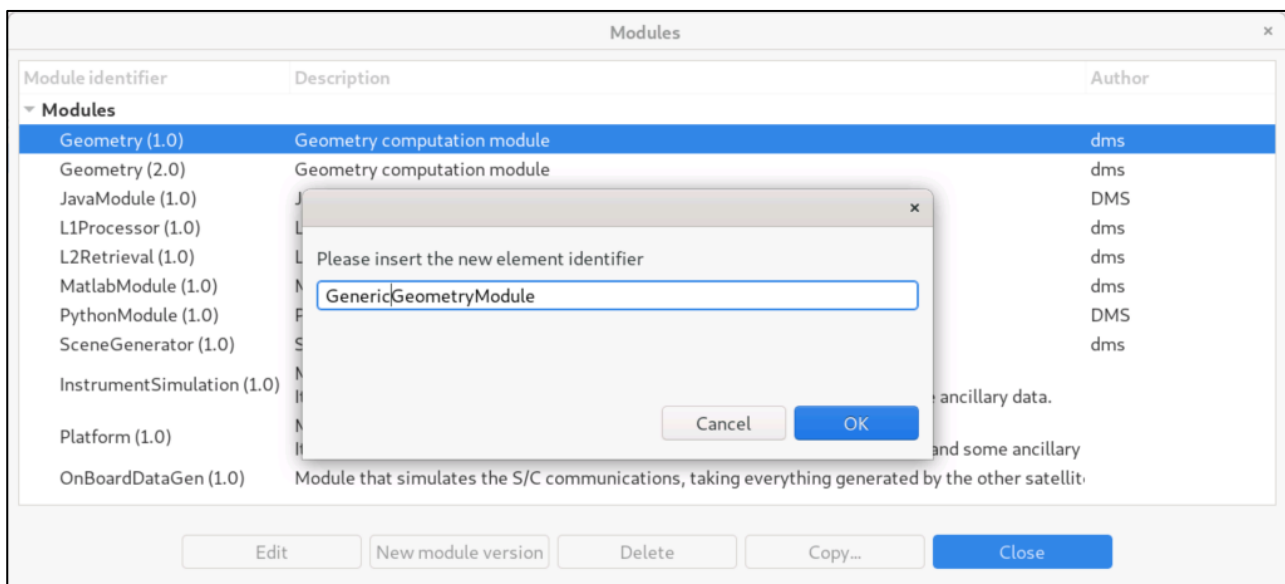 Modules
Module identifier Description Author
Modules
Geometry (1.0) Geometry computation module dms
Geometry (2.0) Geometry computation module dms
JavaModule (1.0) J DMS
L1Processor (1.0) L dms
L2Retrieval (1.0) L dms
MatlabModule (1.0) M dms
PythonModule (1.0) P DMS
SceneGenerator (1.0) S dms
InstrumentSimulation (1.0) M
It ancillary data.
Platform (1.0) M
It and some ancillary
OnBoardDataGen (1.0) Module that simulates the S/C communications, taking everything generated by the other satellit
Please insert the new element identifier
GenericGeometryModule
Cancel OK
Edit New module version Delete Copy... Close